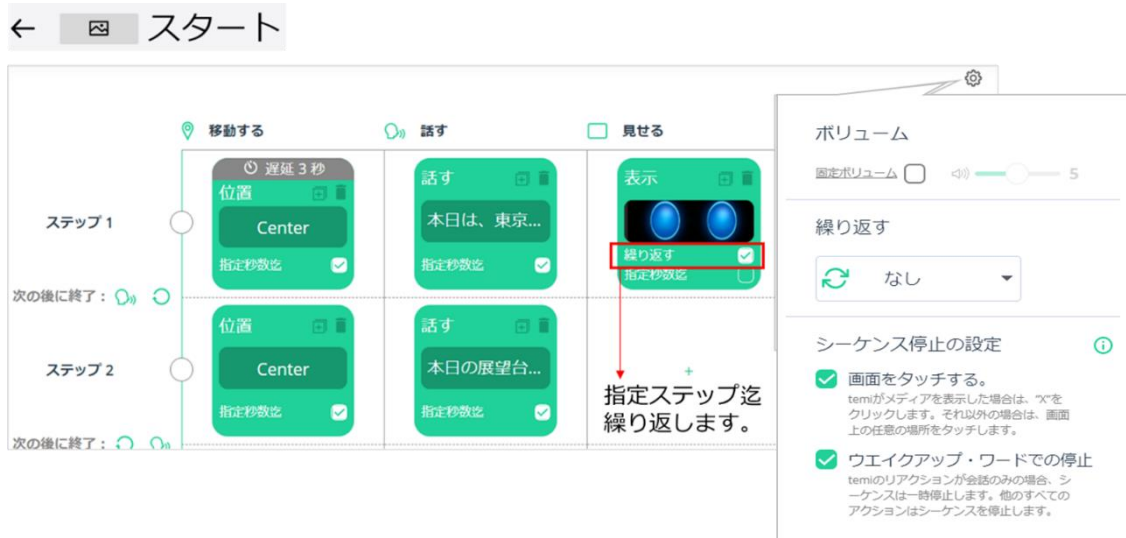 スタート
移動する
話す
見せる
ステップ 1
遅延 3 秒
位置
Center
指定秒数迄
話す
本日は、東京...
指定秒数迄
表示
繰り返す
指定秒数迄
次の後に終了：
ステップ 2
位置
Center
指定秒数迄
話す
本日の展望台...
指定秒数迄
指定ステップ迄
繰り返します。
次の後に終了：
ボリューム
固定ボリューム
5
繰り返す
なし
シーケンス停止の設定
画面をタッチする。
temiがメディアを表示した場合は、"X"を
クリックします。それ以外の場合は、画面
上の任意の場所をタッチします。
ウエイクアップ・ワードでの停止
temiのリアクションが会話のみの場合、シ
ーケンスは一時停止します。他のすべての
アクションはシーケンスを停止します。